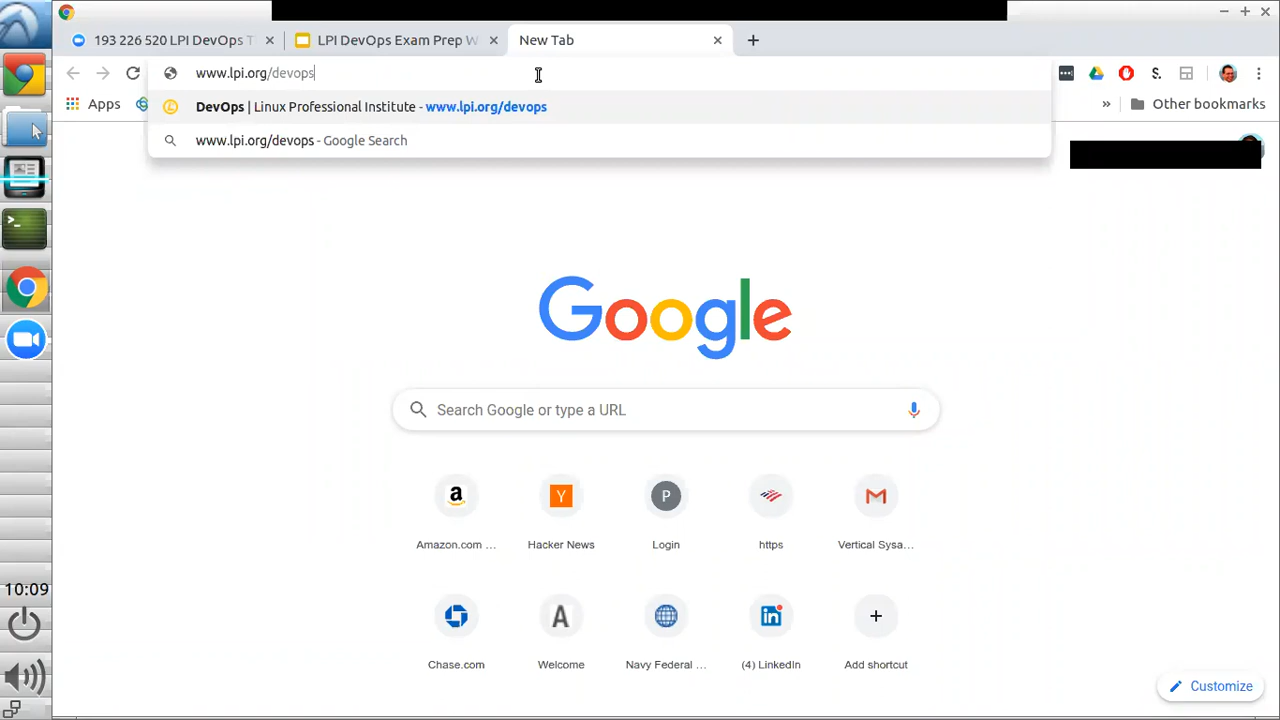 193 226 520 LPI DevOps T
LPI DevOps Exam Prep W
New Tab
www.lpi.org/devops
Apps
Other bookmarks
DevOps | Linux Professional Institute - www.lpi.org/devops
www.lpi.org/devops - Google Search
Google
Search Google or type a URL
a
Y
P
Amazon.com ...
Hacker News
Login
https
Vertical Sysa...
A
in
Chase.com
Welcome
Navy Federal ...
(4) LinkedIn
Add shortcut
10:09
Customize